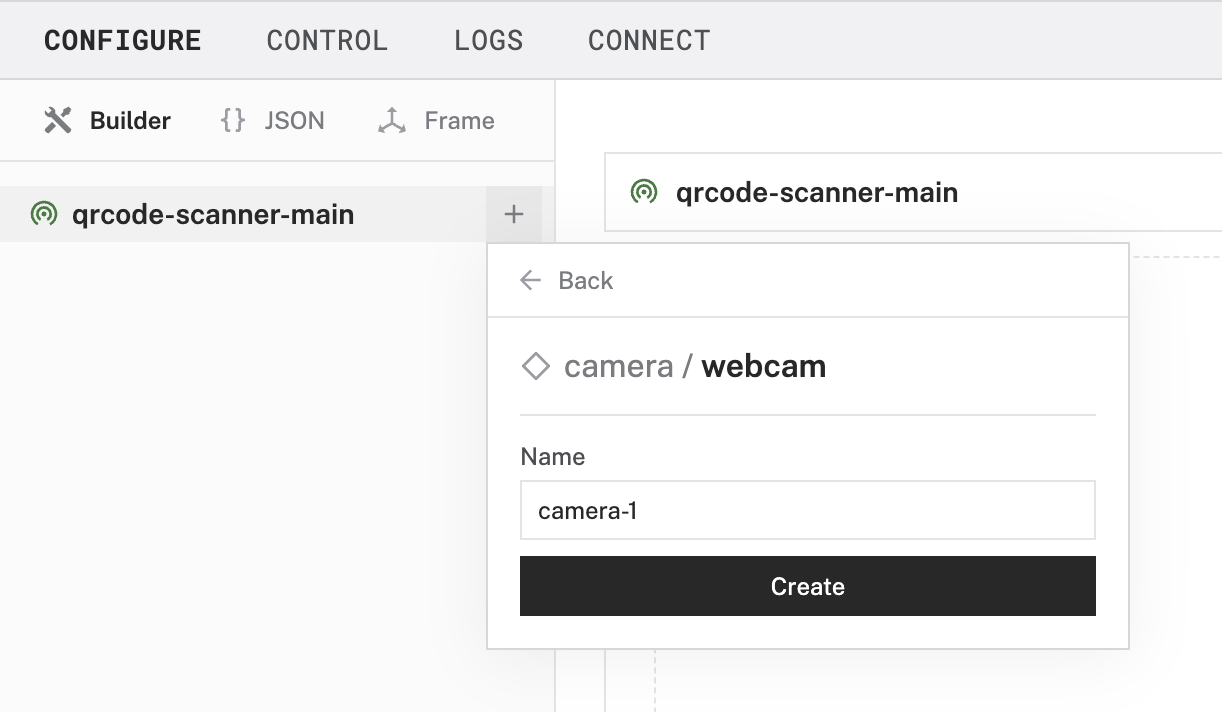 CONFIGURE CONTROL LOGS CONNECT
Builder {} JSON Frame
qrcode-scanner-main +
qrcode-scanner-main
← Back
camera / webcam
Name
camera-1
Create